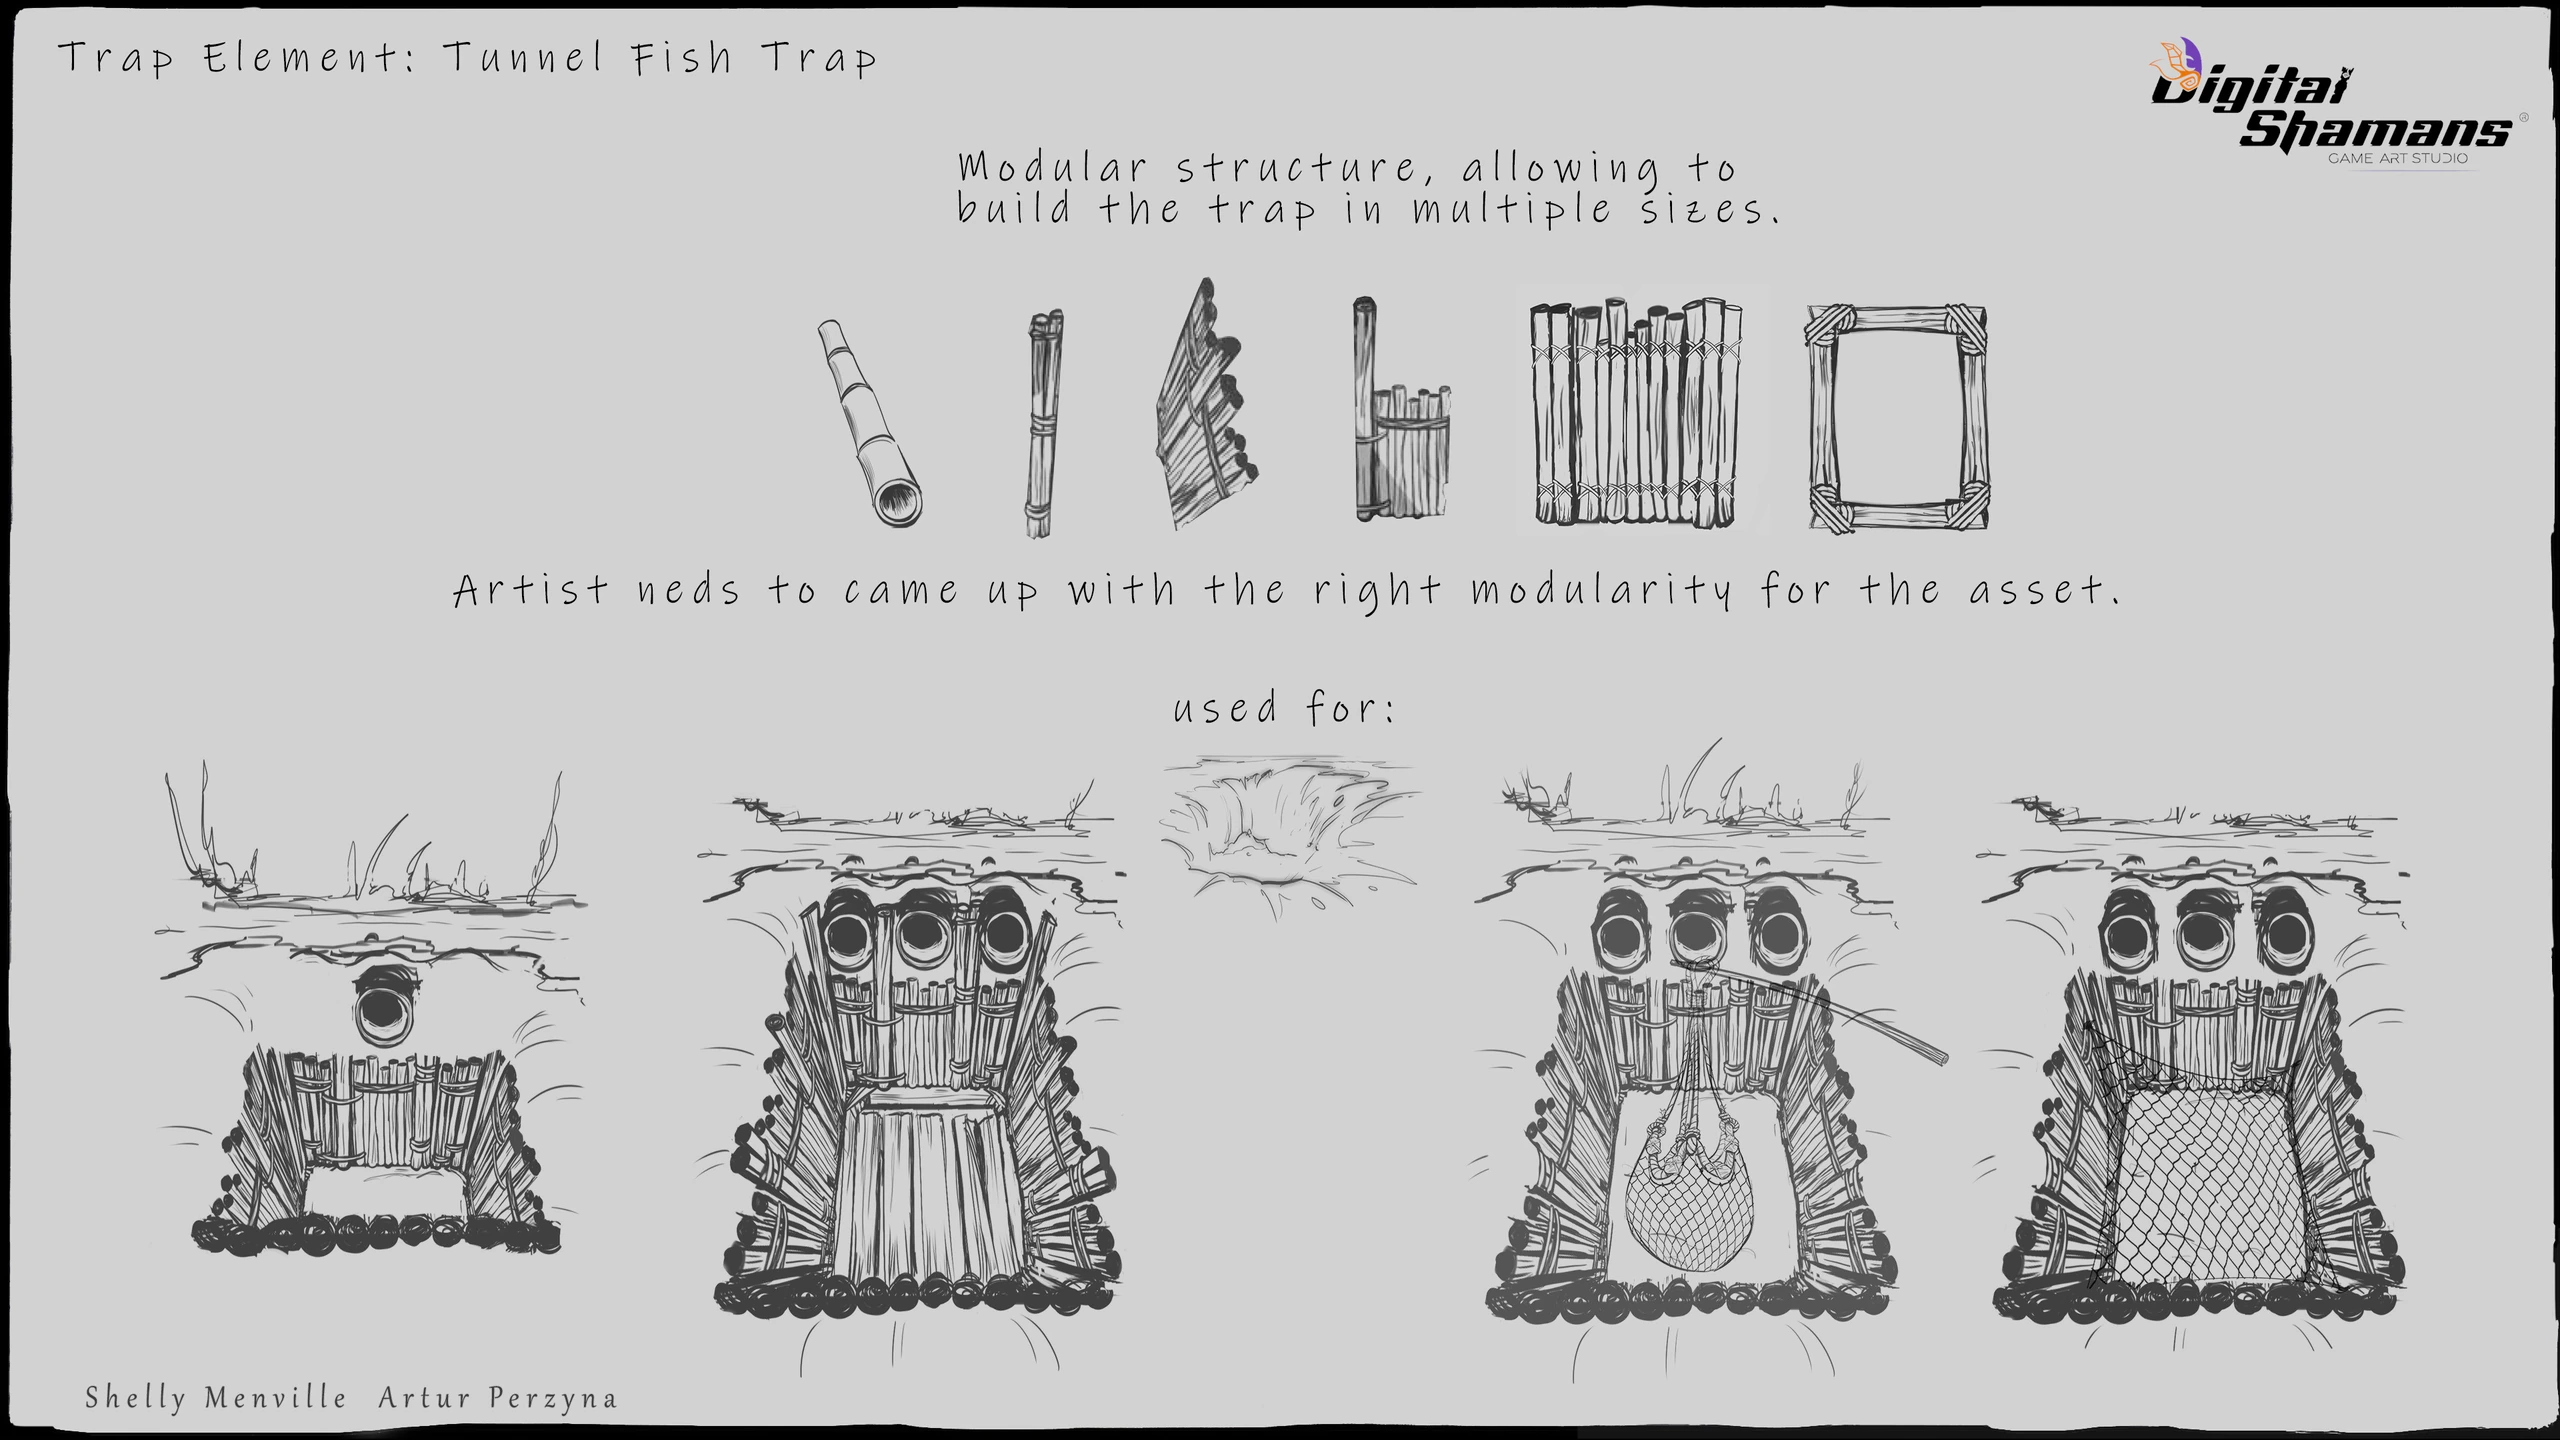 Trap Element: Tunnel Fish Trap
Digital
Shamans®
GAME ART STUDIO
Modular structure, allowing to
build the trap in multiple sizes.
Artist neds to came up with the right modularity for the asset.
used for:
Shelly Menville Artur Perzyna